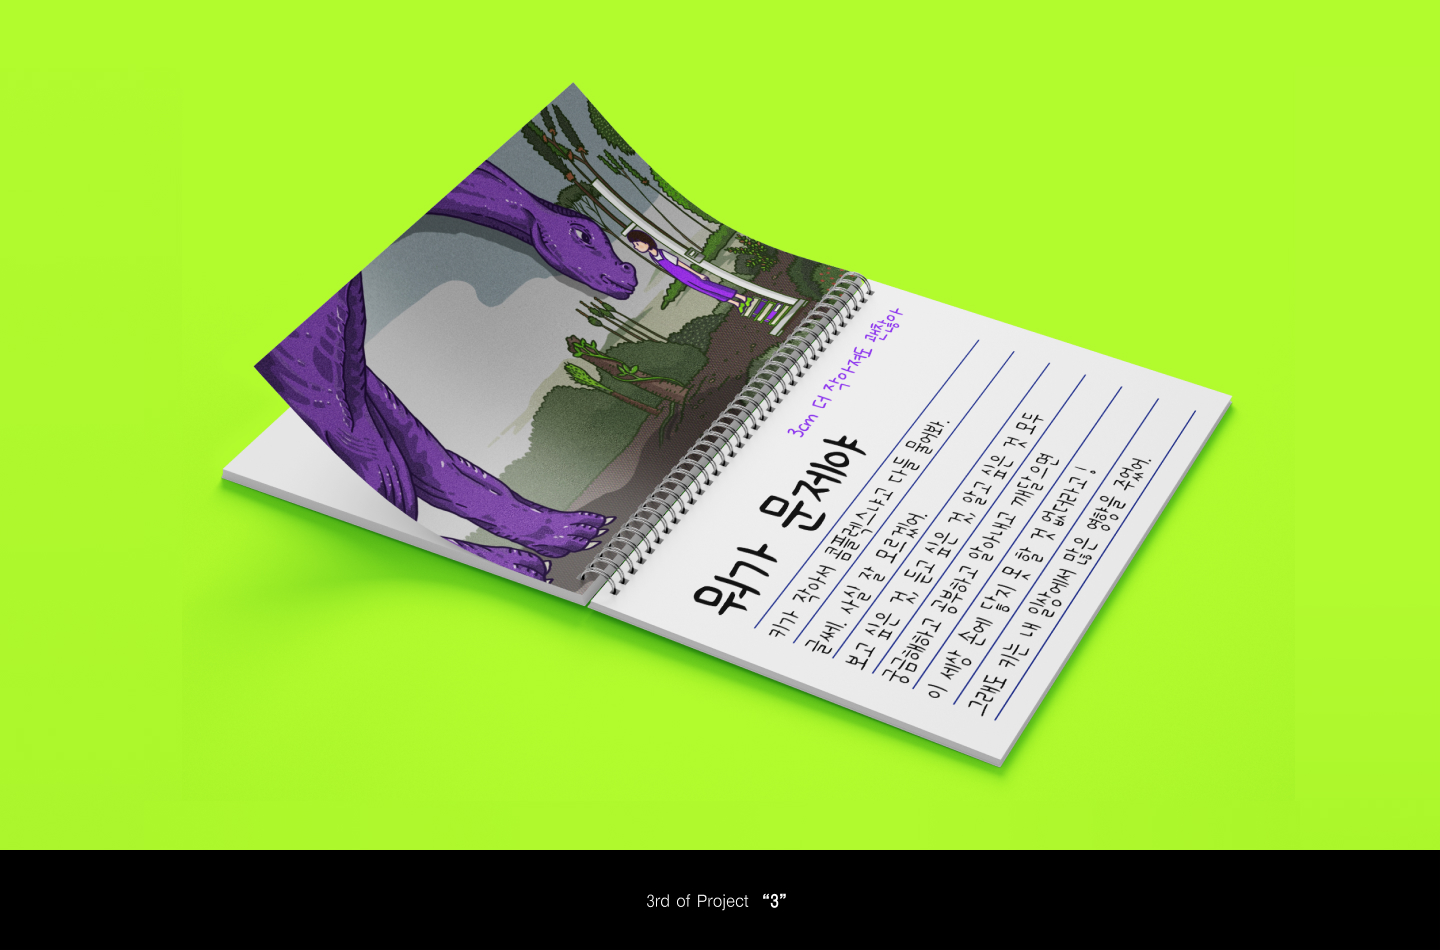 뭐가 문제야
3cm 더 작아져도 괜찮아
키가 작아서 콤플렉스냐고 다들 물어봐.
글쎄. 사실 잘 모르겠어.
보고 싶은 것, 듣고 싶은 것, 알고 싶은 것 모두
궁금해하고 공부하고 알아내고 깨달으면
이 세상 손에 닿지 못 할 것 없더라고!
그래도 키는 내 일상에서 많은 영향을 주었어.
3rd of Project “3”